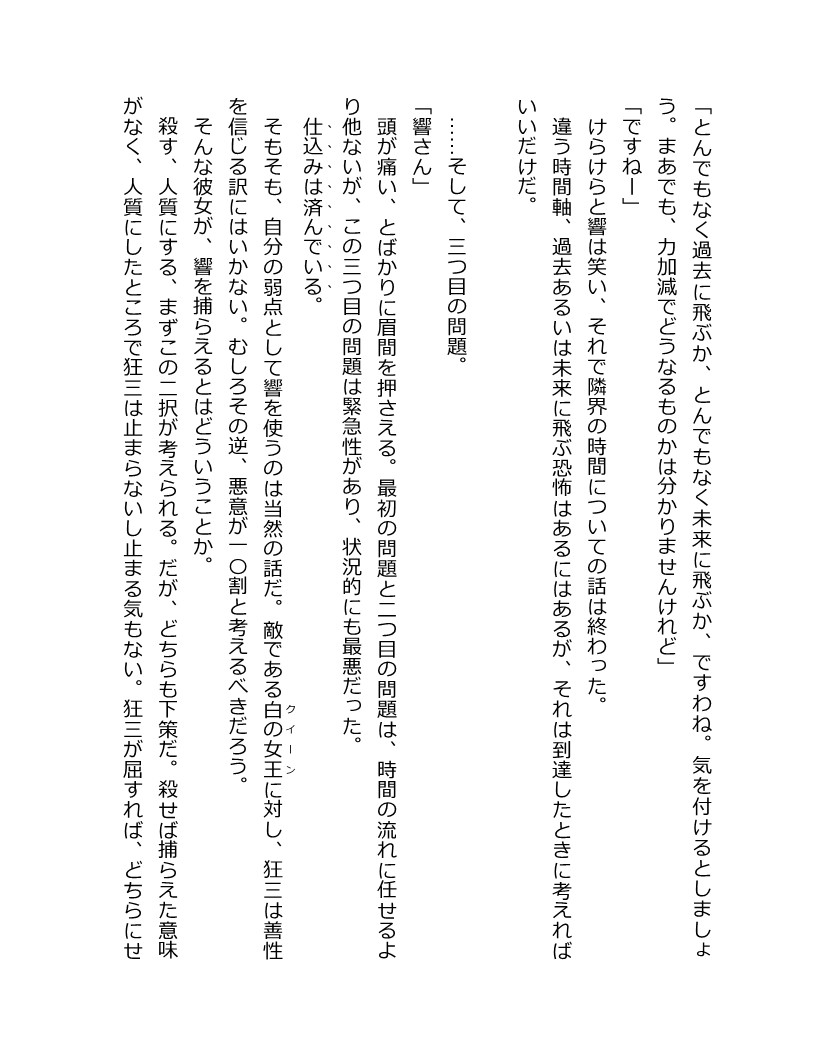 「とんでもなく過去に飛ぶか、とんでもなく未来に飛ぶか、ですわね。気を付けるとしましょ
う。まあでも、力加減でどうなるものかは分かりませんけれど」
「ですねー」
けらけらと響は笑い、それで隣界の時間についての話は終わった。
違う時間軸、過去あるいは未来に飛ぶ恐怖はあるにはあるが、それは到達したときに考えれば
いいだけだ。
……そして、三つ目の問題。
「響さん」
頭が痛い、とばかりに眉間を押さえる。最初の問題と二つ目の問題は、時間の流れに任せるよ
り他ないが、この三つ目の問題は緊急性があり、状況的にも最悪だった。
仕込みは済んでいる。
そもそも、自分の弱点として響を使うのは当然の話だ。敵である白の女王に対し、狂三は善性
クイーン
を信じる訳にはいかない。むしろその逆、悪意が一〇割と考えるべきだろう。
そんな彼女が、響を捕らえるとはどういうことか。
殺す、人質にする、まずこの二択が考えられる。だが、どちらも下策だ。殺せば捕らえた意味
がなく、人質にしたところで狂三は止まらないし止まる気もない。狂三が屈すれば、どちらにせ